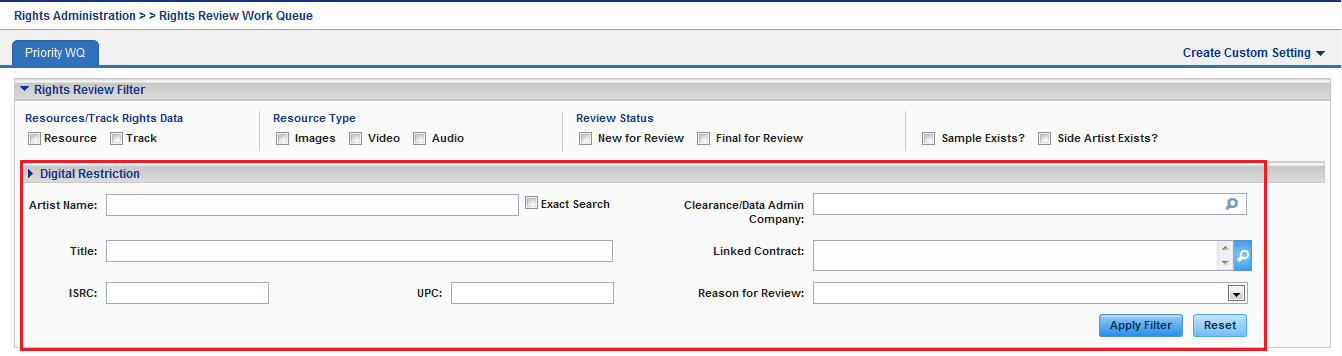 Rights Administration > > Rights Review Work Queue
Priority WQ
Create Custom Setting
Rights Review Filter
Resources/Track Rights Data Resource Type Review Status
Resource Track Images Video Audio New for Review Final for Review Sample Exists? Side Artist Exists?
Digital Restriction
Artist Name: Exact Search Clearance/Data Admin
Company:
Title: Linked Contract:
ISRC: UPC: Reason for Review:
Apply Filter Reset